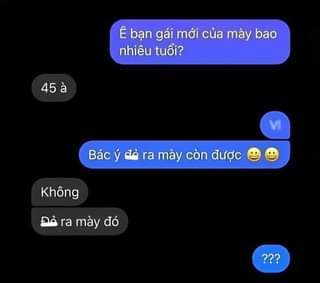 Ê bạn gái mới của mày bao
nhiêu tuổi?
45 à
Bác ý đẻ ra mày còn được 😀😀
Không
Đẻ ra mày đó
???